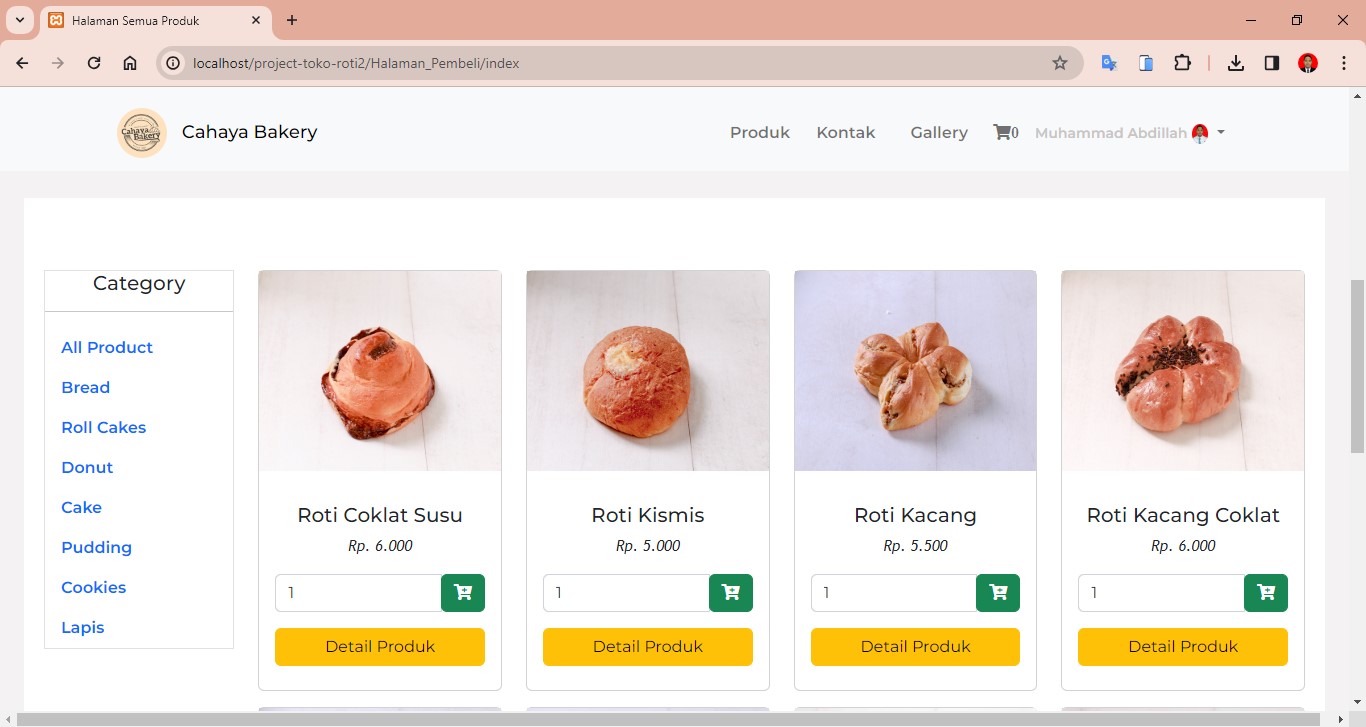 Halaman Semua Produk
localhost/project-toko-roti2/Halaman_Pembeli/index
Cahaya Bakery
Cahaya Bakery
Produk Kontak Gallery 0 Muhammad Abdillah
Category
All Product
Bread
Roll Cakes
Donut
Cake
Pudding
Cookies
Lapis
Roti Coklat Susu
Rp. 6.000
1
Detail Produk
Roti Kismis
Rp. 5.000
1
Detail Produk
Roti Kacang
Rp. 5.500
1
Detail Produk
Roti Kacang Coklat
Rp. 6.000
1
Detail Produk